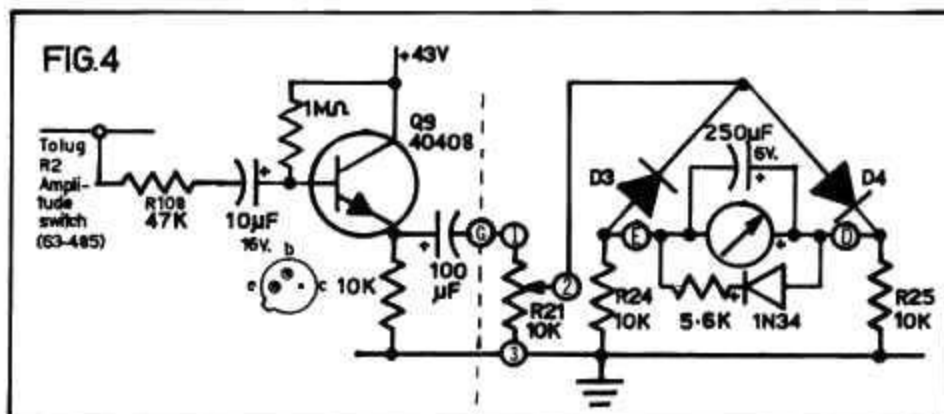 FIG.4
+43V
1MΩ
Q9
40408
To lug
R2
Ampli-
tude
switch
(G3-485)
R108
47K
+
10µF
16V.
b
e
c
10K
+
100
µF
G
1
2
3
R21
10K
D3
250µF
6V.
+
D4
E
+
D
R24
10K
5·6K
+
1N34
R25
10K